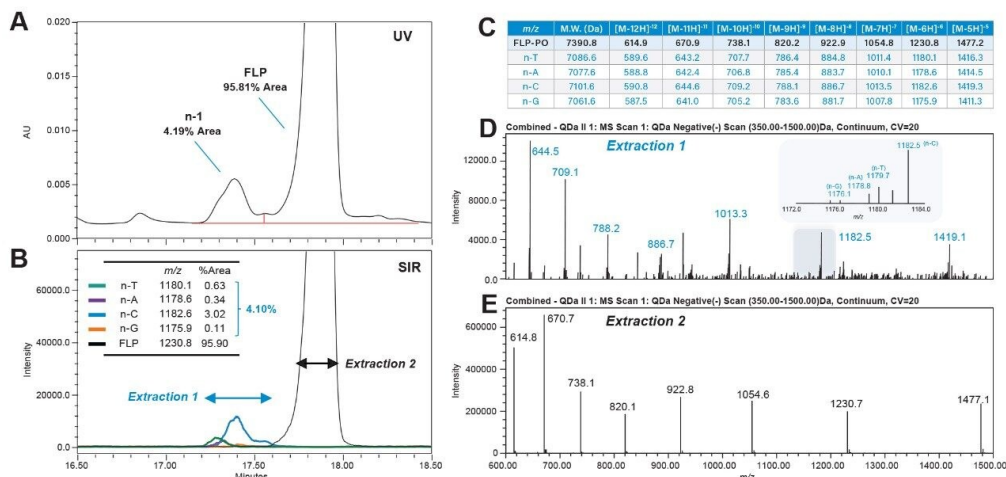 A
UV
FLP
95.81% Area
n-1
4.19% Area
AU
0.020
0.015
0.010
0.005
0.000
B
SIR
m/z %Area
n-T 1180.1 0.63
n-A 1178.6 0.34
n-C 1182.6 3.02
n-G 1175.9 0.11
FLP 1230.8 95.90
4.10%
Extraction 1
Extraction 2
Intensity
60000.0
40000.0
20000.0
0.0
16.50 17.00 17.50 18.00 18.50
Minutes
C
m/z M.W. (Da) [M-12H]-12 [M-11H]-11 [M-10H]-10 [M-9H]-9 [M-8H]-8 [M-7H]-7 [M-6H]-6 [M-5H]-5
FLP-PO 7390.8 614.9 670.9 738.1 820.2 922.9 1054.8 1230.8 1477.2
n-T 7086.6 589.6 643.2 707.7 786.4 884.8 1011.4 1180.1 1416.3
n-A 7077.6 588.8 642.4 706.8 785.4 883.7 1010.1 1178.6 1414.5
n-C 7101.6 590.8 644.6 709.2 788.1 886.7 1013.5 1182.6 1419.3
n-G 7061.6 587.5 641.0 705.2 783.6 881.7 1007.8 1175.9 1411.3
D
Combined - QDa II 1: MS Scan 1: QDa Negative(-) Scan (350.00-1500.00)Da, Continuum, CV=20
Extraction 1
644.5
709.1
788.2
886.7
1013.3
1182.5
1419.1
1182.5 (n-C)
(n-T)
1179.7
(n-A)
1178.8
(n-G)
1176.1
1172.0 1176.0 1180.0 1184.0
m/z
Intensity
12000.0
8000.0
4000.0
0.0
E
Combined - QDa II 1: MS Scan 1: QDa Negative(-) Scan (350.00-1500.00)Da, Continuum, CV=20
Extraction 2
614.8
670.7
738.1
820.1
922.8
1054.6
1230.7
1477.1
Intensity
600000
400000
200000
0
600.00 700.00 800.00 900.00 1000.00 1100.00 1200.00 1300.00 1400.00 1500.00
m/z